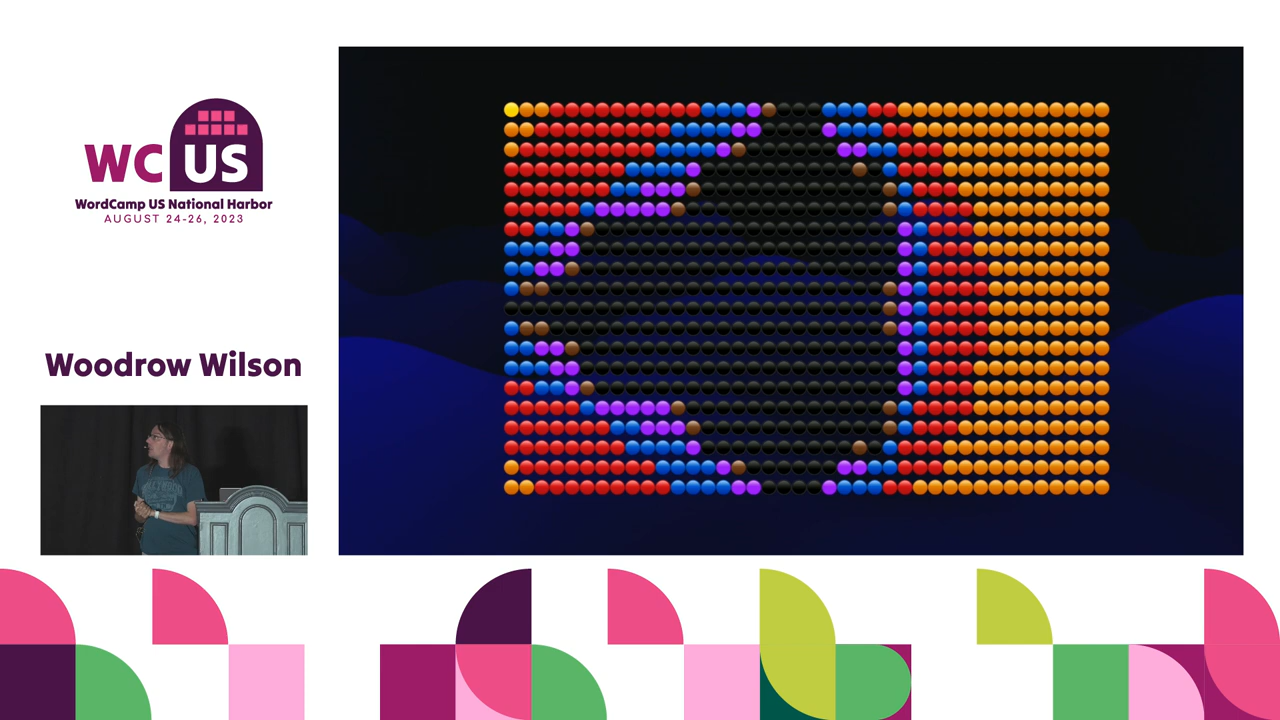 WC US
WordCamp US National Harbor
AUGUST 24-26, 2023
Woodrow Wilson